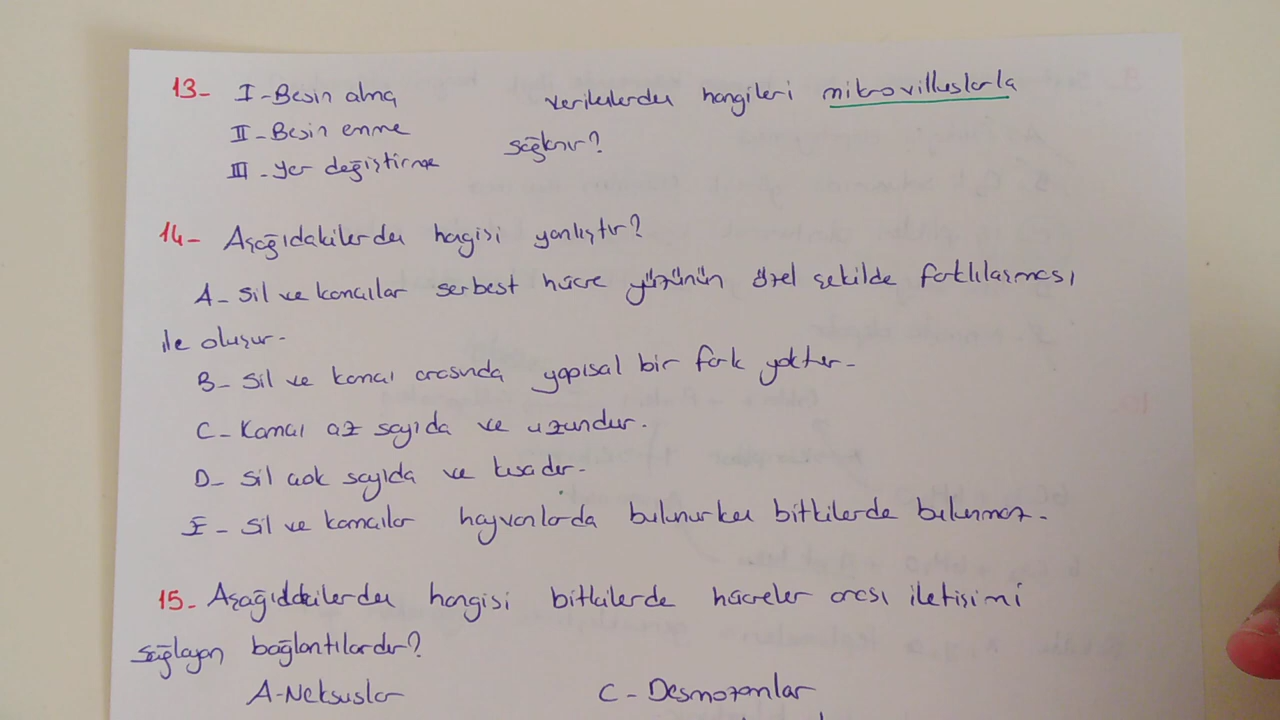 13- I-Besin alma verilenlerden hangileri mikrovilluslarla
II-Besin emme sağlanır?
III-Yer değiştirme
14- Aşağıdakilerden hangisi yanlıştır?
A- Sil ve kamçılar serbest hücre yüzünün özel şekilde farklılaşması
ile oluşur.
B- Sil ve kamçı arasında yapısal bir fark yoktur.
C- Kamçı az sayıda ve uzundur.
D- Sil çok sayıda ve kısadır.
E- Sil ve kamçılar hayvanlarda bulunurken bitkilerde bulunmaz.
15. Aşağıdakilerden hangisi bitkilerde hücreler arası iletişimi
sağlayan bağlantılardır?
A-Neksuslar C- Desmozomlar